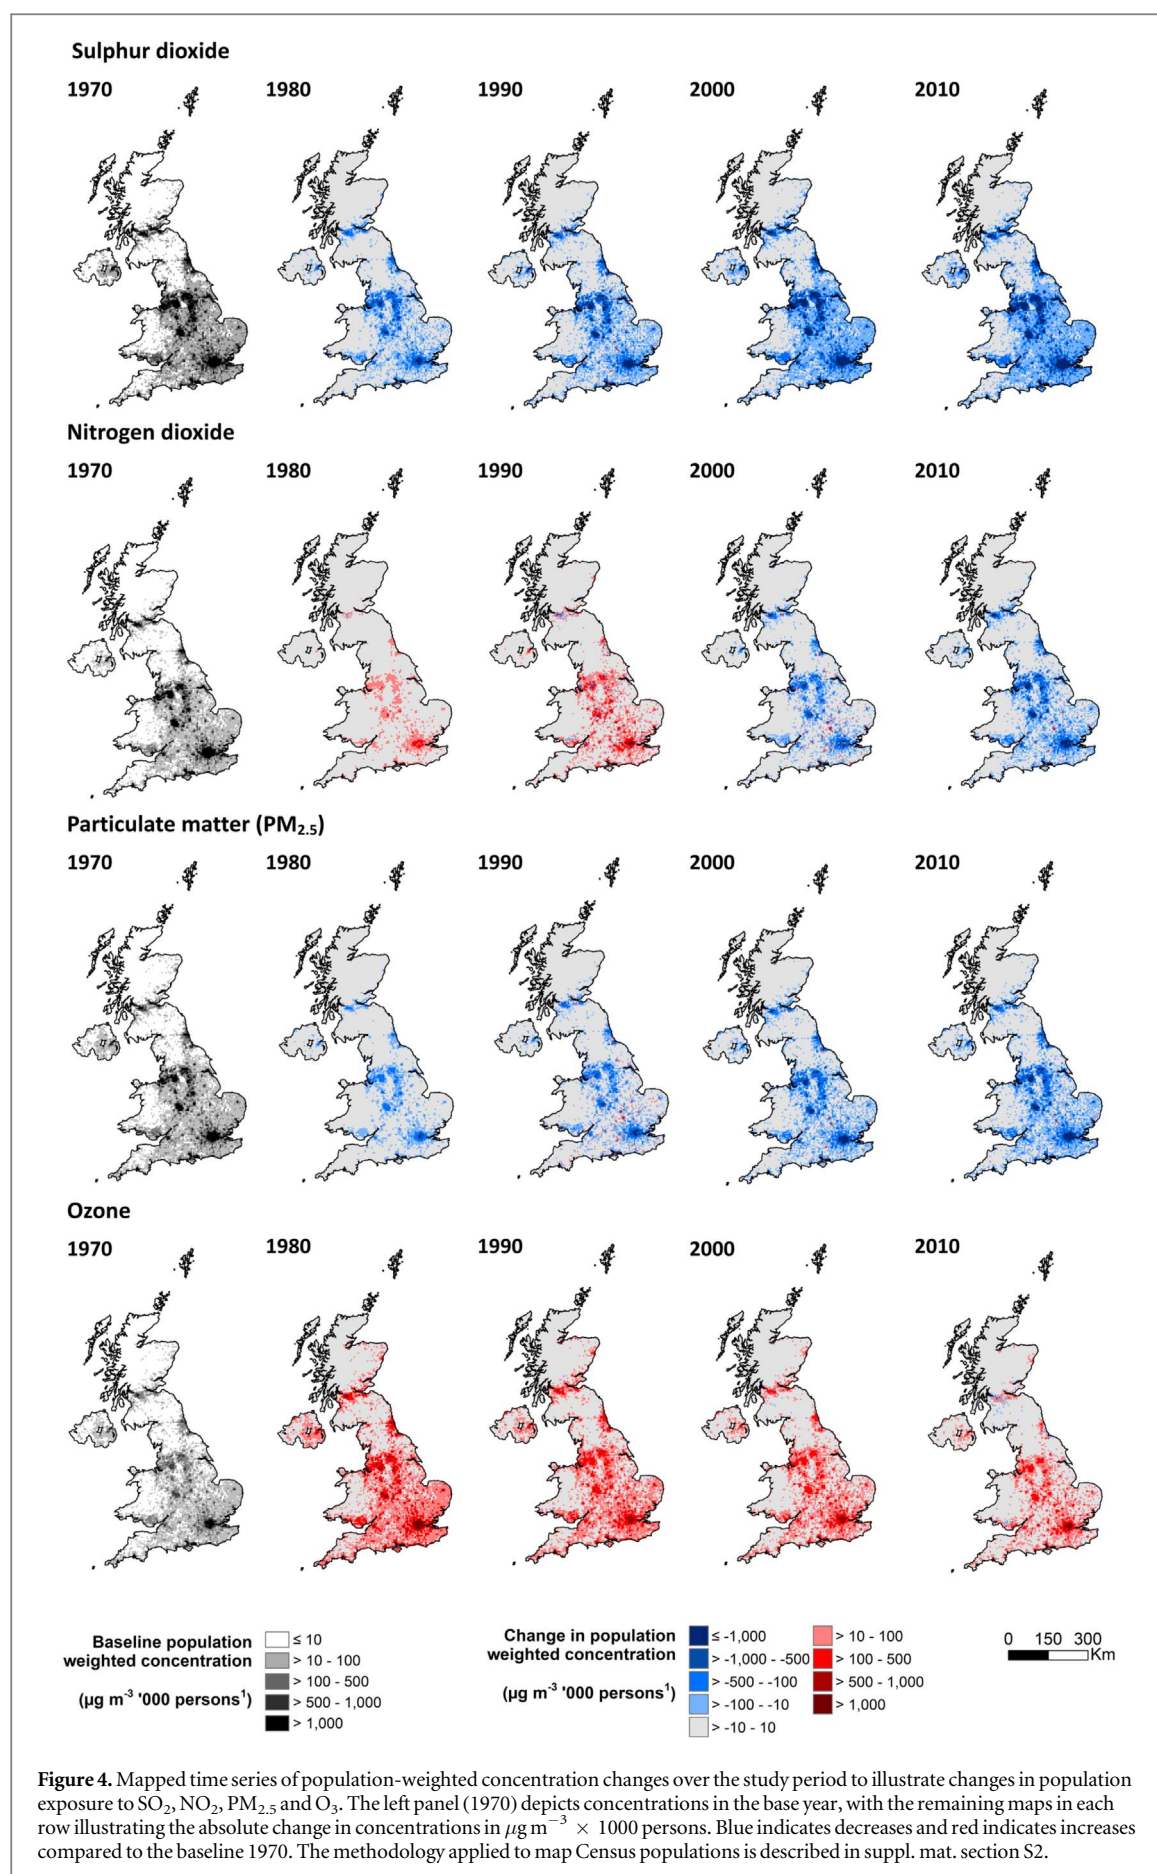 Sulphur dioxide
1970 1980 1990 2000 2010
Nitrogen dioxide
1970 1980 1990 2000 2010
Particulate matter (PM2.5)
1970 1980 1990 2000 2010
Ozone
1970 1980 1990 2000 2010
Baseline population
weighted concentration
(µg m-3 '000 persons1)
≤ 10
> 10 - 100
> 100 - 500
> 500 - 1,000
> 1,000
Change in population
weighted concentration
(µg m-3 '000 persons1)
≤ -1,000
> -1,000 - -500
> -500 - -100
> -100 - -10
> -10 - 10
> 10 - 100
> 100 - 500
> 500 - 1,000
> 1,000
0 150 300
Km
Figure 4. Mapped time series of population-weighted concentration changes over the study period to illustrate changes in population
exposure to SO2, NO2, PM2.5 and O3. The left panel (1970) depicts concentrations in the base year, with the remaining maps in each
row illustrating the absolute change in concentrations in µg m−3 × 1000 persons. Blue indicates decreases and red indicates increases
compared to the baseline 1970. The methodology applied to map Census populations is described in suppl. mat. section S2.